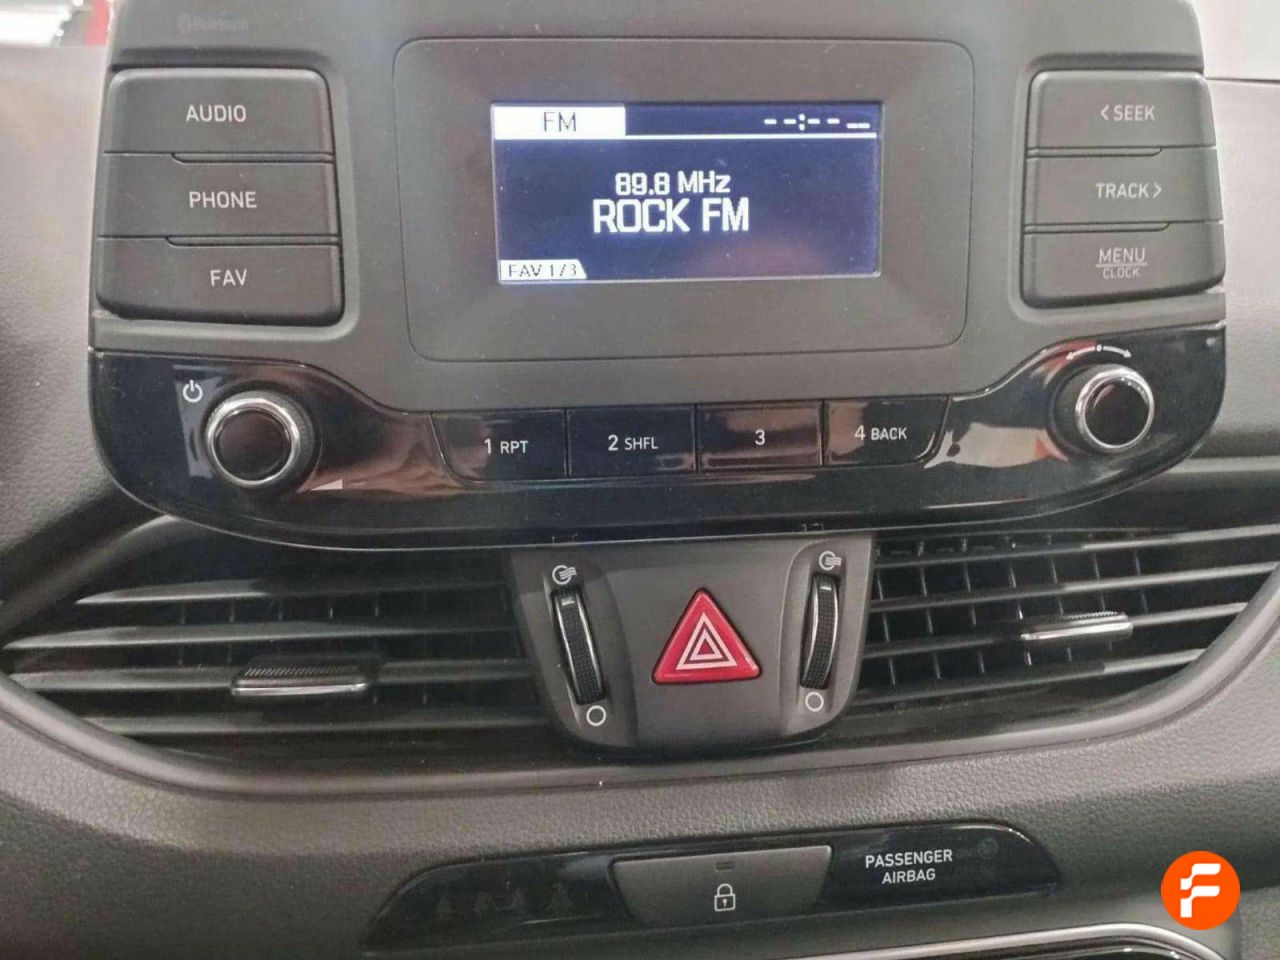 AUDIO
PHONE
FAV
FM
--:-- __
89.8 MHz
ROCK FM
FAV 1/3
< SEEK
TRACK >
MENU
CLOCK
1 RPT
2 SHFL
3
4 BACK
PASSENGER
AIRBAG